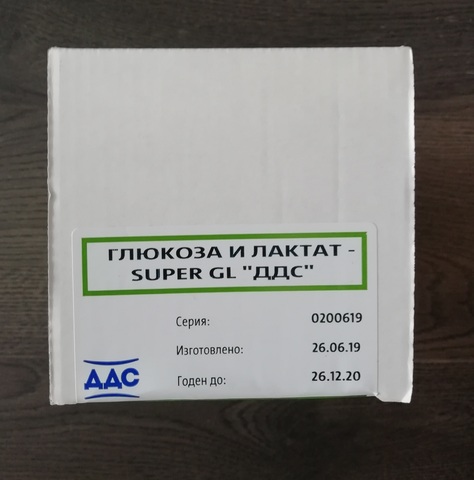 ГЛЮКОЗА И ЛАКТАТ -
SUPER GL "ДДС"
Серия: 0200619
Изготовлено: 26.06.19
Годен до: 26.12.20
ДДС